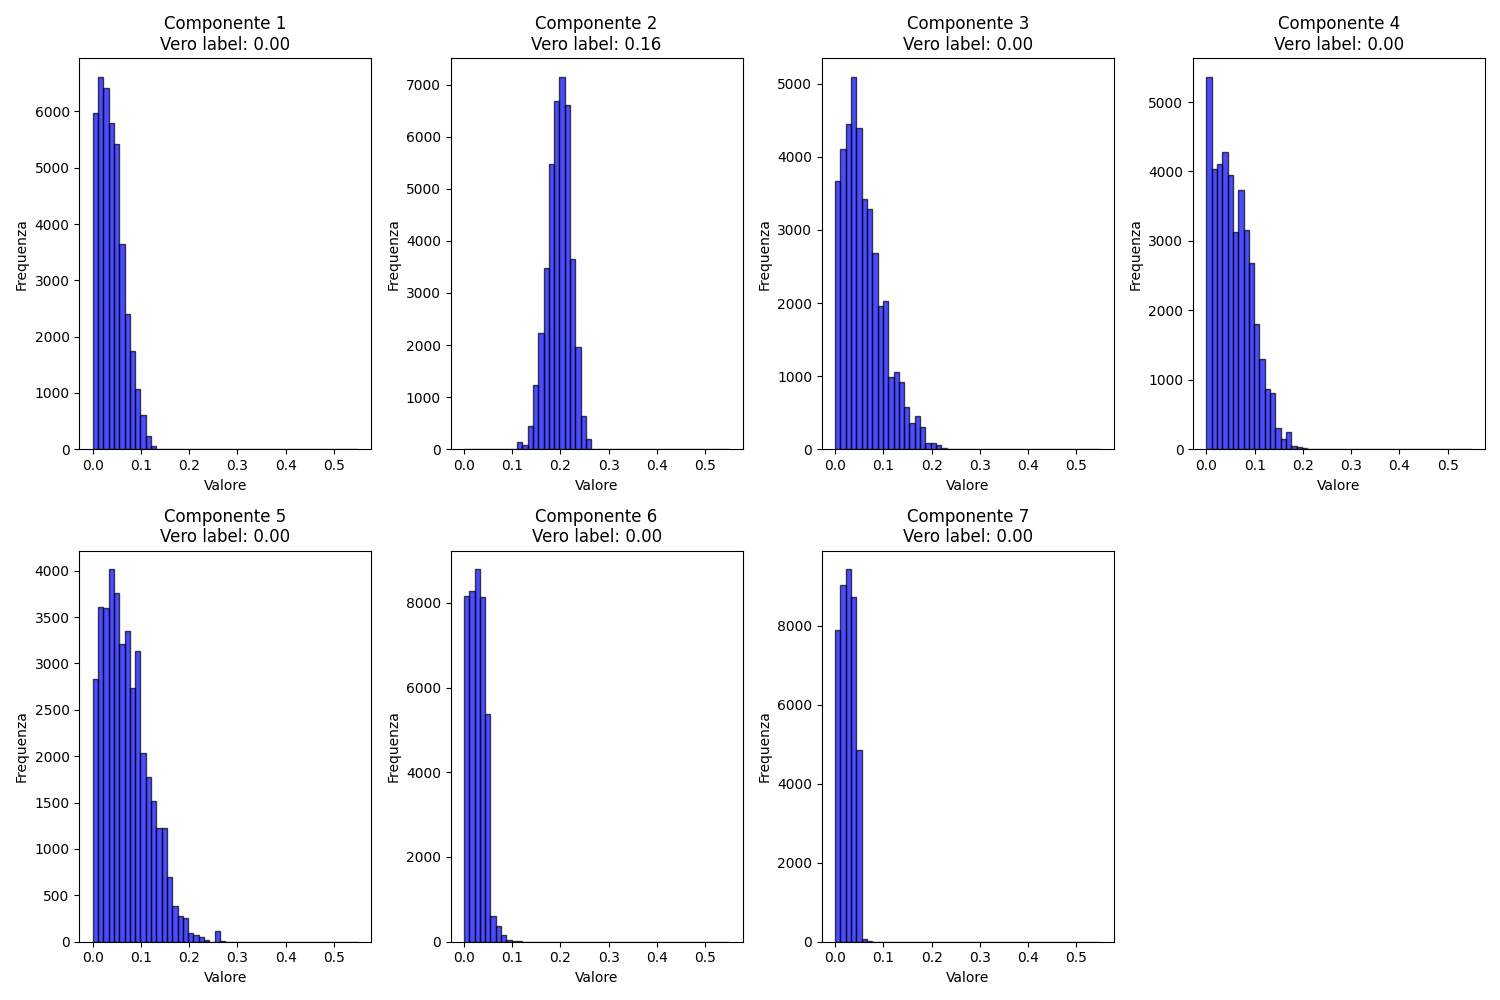 Componente 1
Vero label: 0.00
6000
5000
4000
3000
2000
1000
0
Frequenza
0.0 0.1 0.2 0.3 0.4 0.5
Valore
Componente 2
Vero label: 0.16
7000
6000
5000
4000
3000
2000
1000
0
Frequenza
0.0 0.1 0.2 0.3 0.4 0.5
Valore
Componente 3
Vero label: 0.00
5000
4000
3000
2000
1000
0
Frequenza
0.0 0.1 0.2 0.3 0.4 0.5
Valore
Componente 4
Vero label: 0.00
5000
4000
3000
2000
1000
0
Frequenza
0.0 0.1 0.2 0.3 0.4 0.5
Valore
Componente 5
Vero label: 0.00
4000
3500
3000
2500
2000
1500
1000
500
0
Frequenza
0.0 0.1 0.2 0.3 0.4 0.5
Valore
Componente 6
Vero label: 0.00
8000
6000
4000
2000
0
Frequenza
0.0 0.1 0.2 0.3 0.4 0.5
Valore
Componente 7
Vero label: 0.00
8000
6000
4000
2000
0
Frequenza
0.0 0.1 0.2 0.3 0.4 0.5
Valore